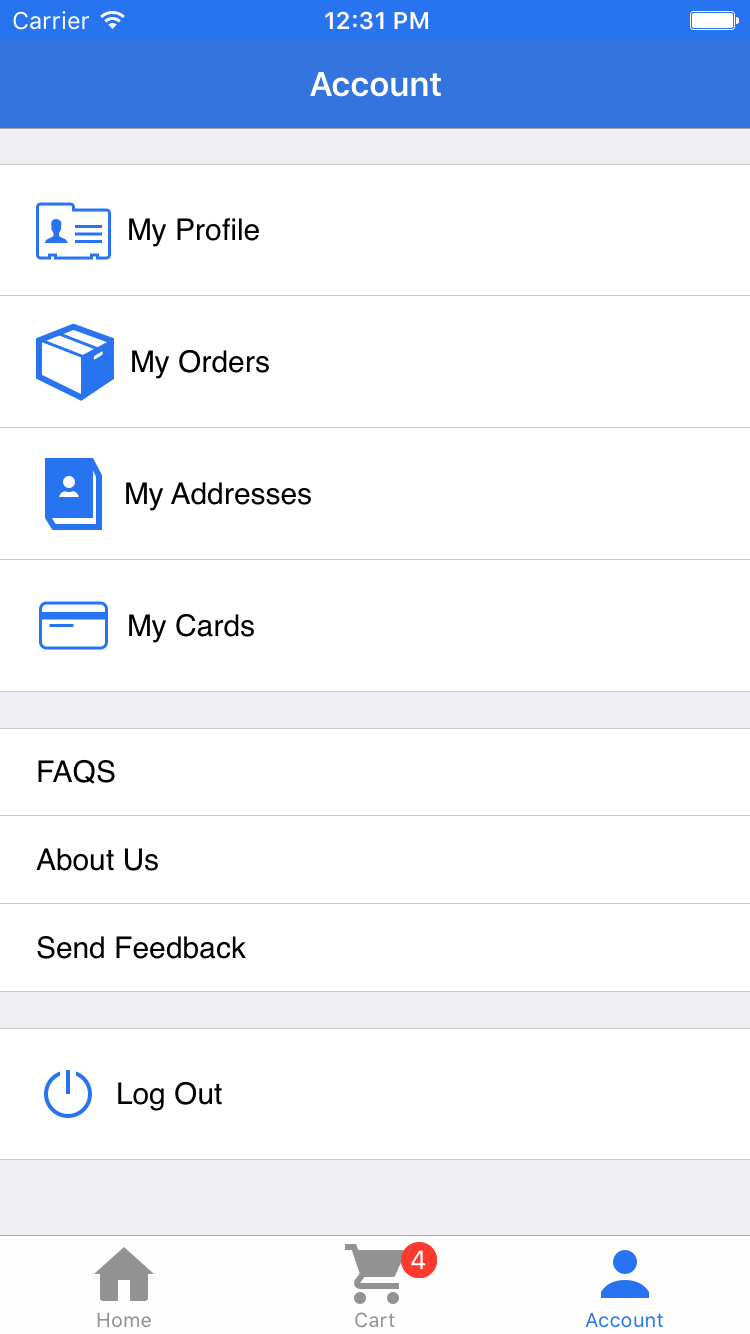 Carrier 12:31 PM
Account
My Profile
My Orders
My Addresses
My Cards
FAQS
About Us
Send Feedback
Log Out
4
Home Cart Account